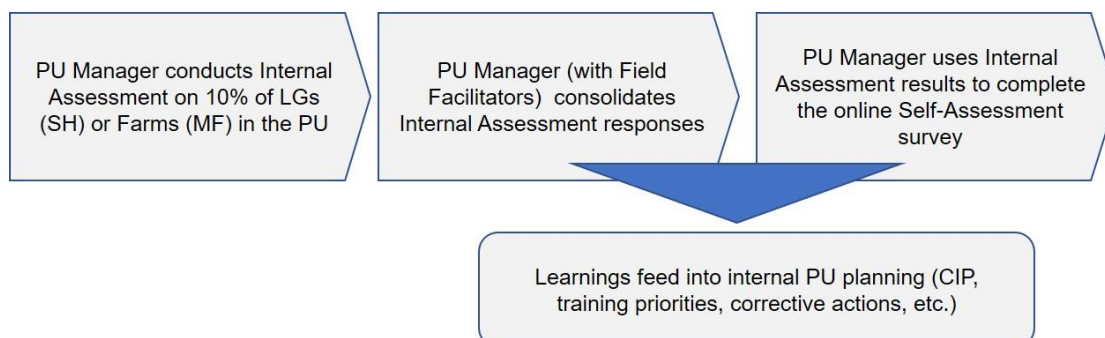 PU Manager conducts Internal
Assessment on 10% of LGs
(SH) or Farms (MF) in the PU
PU Manager (with Field
Facilitators) consolidates
Internal Assessment responses
PU Manager uses Internal
Assessment results to complete
the online Self-Assessment
survey
Learnings feed into internal PU planning (CIP,
training priorities, corrective actions, etc.)